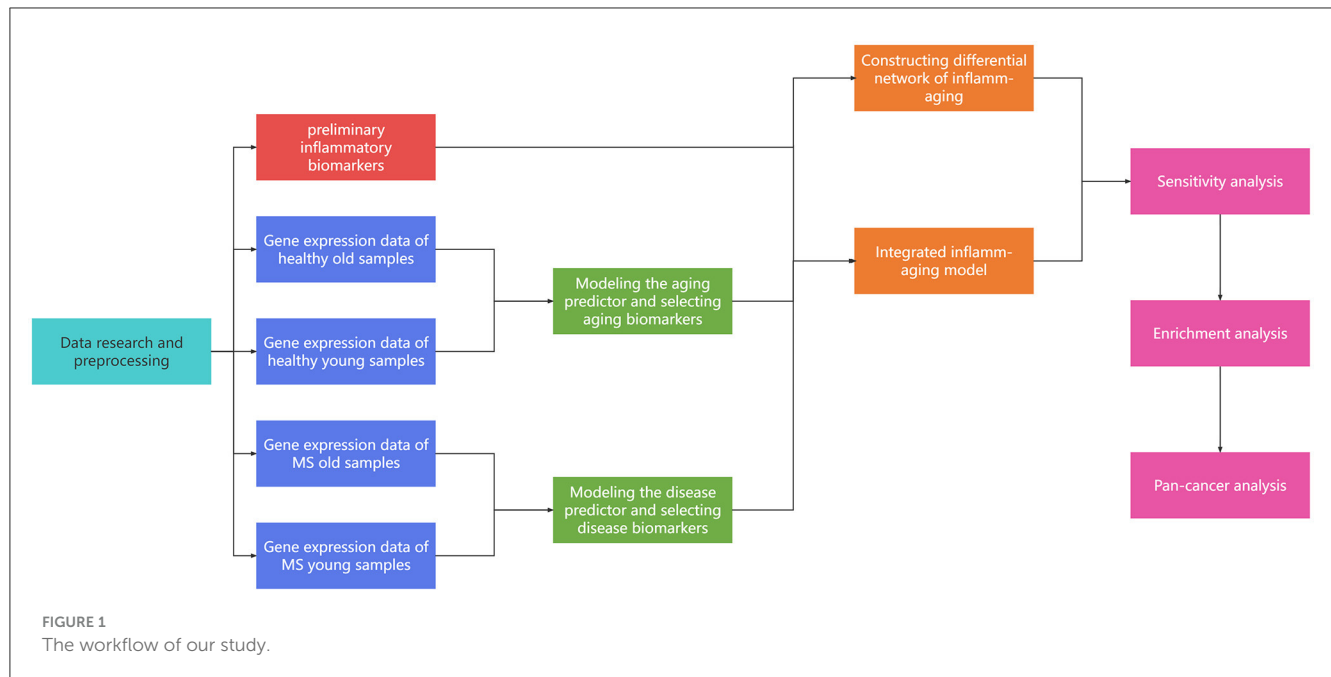 Constructing differential
network of inflamm-
aging
preliminary
inflammatory
biomarkers
Sensitivity analysis
Gene expression data of
healthy old samples
Integrated inflamm-
aging model
Modeling the aging
predictor and selecting
aging biomarkers
Data research and
preprocessing
Gene expression data of
healthy young samples
Enrichment analysis
Gene expression data of
MS old samples
Modeling the disease
predictor and selecting
disease biomarkers
Pan-cancer analysis
Gene expression data of
MS young samples
FIGURE 1
The workflow of our study.